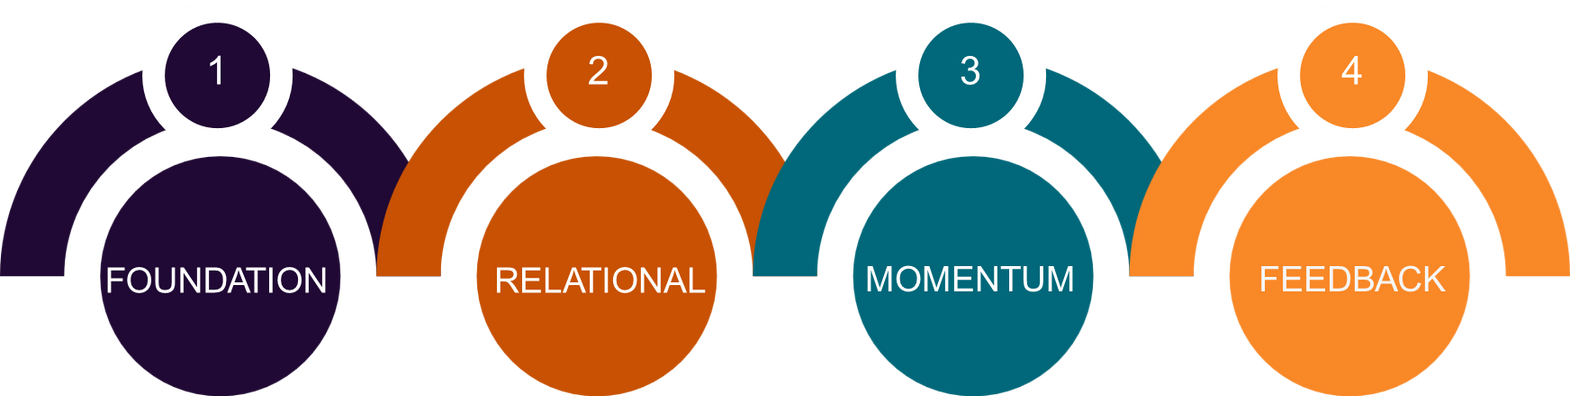 1
2
3
4
FOUNDATION
RELATIONAL
MOMENTUM
FEEDBACK